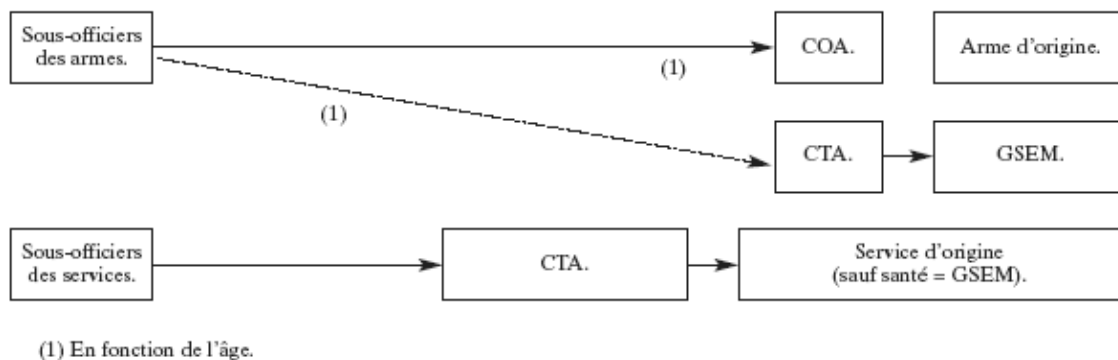 Sous-officiers
des armes.
(1)
COA.
Arme d'origine.
(1)
CTA.
GSEM.
Sous-officiers
des services.
CTA.
Service d'origine
(sauf santé = GSEM).
(1) En fonction de l'âge.